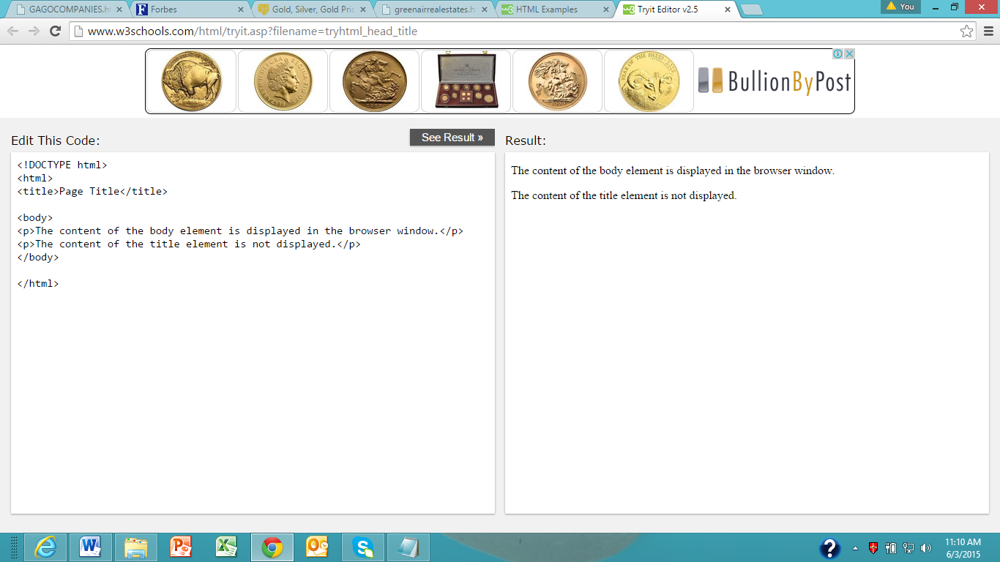 GAGOCOMPANIES.ht
Forbes
Gold, Silver, Gold Pric
greenairrealestates.h
HTML Examples
Tryit Editor v2.5
You
www.w3schools.com/html/tryit.asp?filename=tryhtml_head_title
BullionByPost
Edit This Code:
See Result »
Result:
<!DOCTYPE html>
<html>
<title>Page Title</title>
<body>
<p>The content of the body element is displayed in the browser window.</p>
<p>The content of the title element is not displayed.</p>
</body>
</html>
The content of the body element is displayed in the browser window.
The content of the title element is not displayed.
11:10 AM
6/3/2015